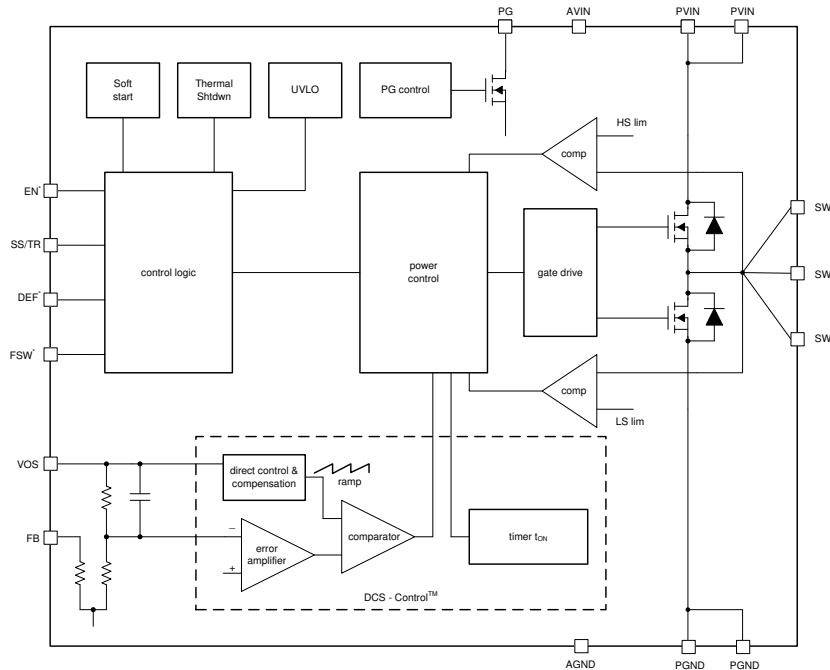 PG
AVIN
PVIN
PVIN
Soft
start
Thermal
Shtdwn
UVLO
PG control
HS lim
comp
EN*
SS/TR
DEF*
FSW*
control logic
power
control
gate drive
SW
SW
SW
comp
LS lim
VOS
FB
direct control &
compensation
ramp
_
+
error
amplifier
comparator
timer tON
DCS - Control™
AGND
PGND
PGND